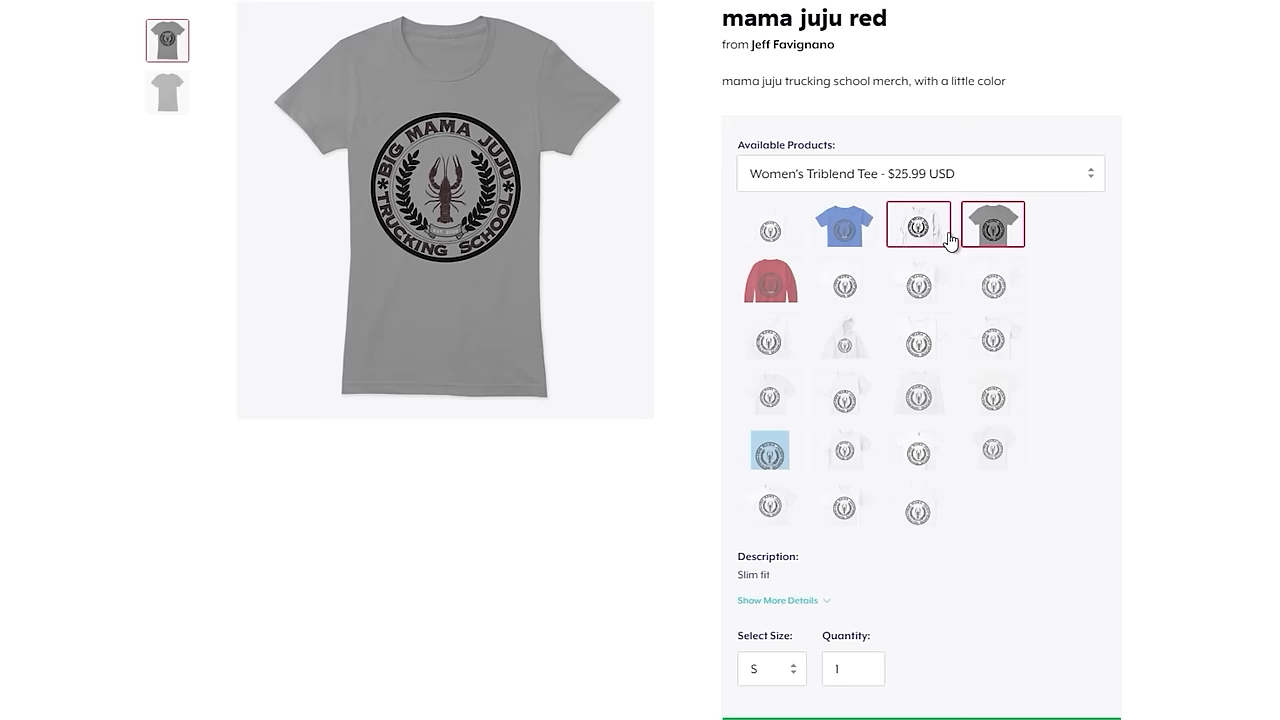 mama juju red
from Jeff Favignano
mama juju trucking school merch, with a little color
BIG MAMA JUJU
TRUCKING SCHOOL
Available Products:
Women's Triblend Tee - $25.99 USD
Description:
Slim fit
Show More Details
Select Size:
Quantity:
S
1